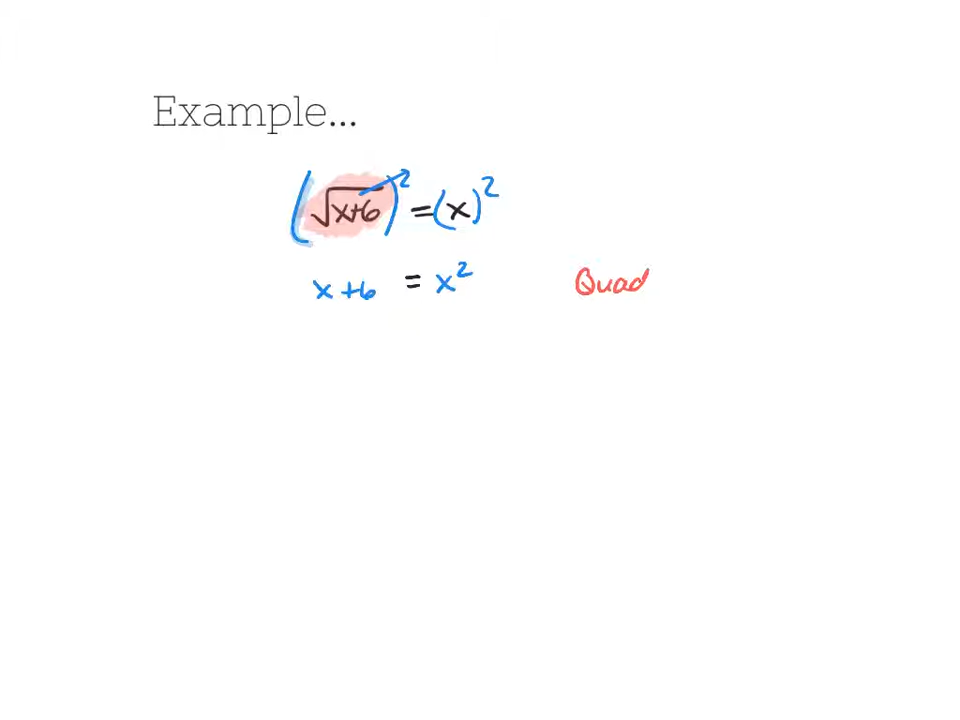 Example...
(√x+6)² = (x)²
x+6 = x² Quad